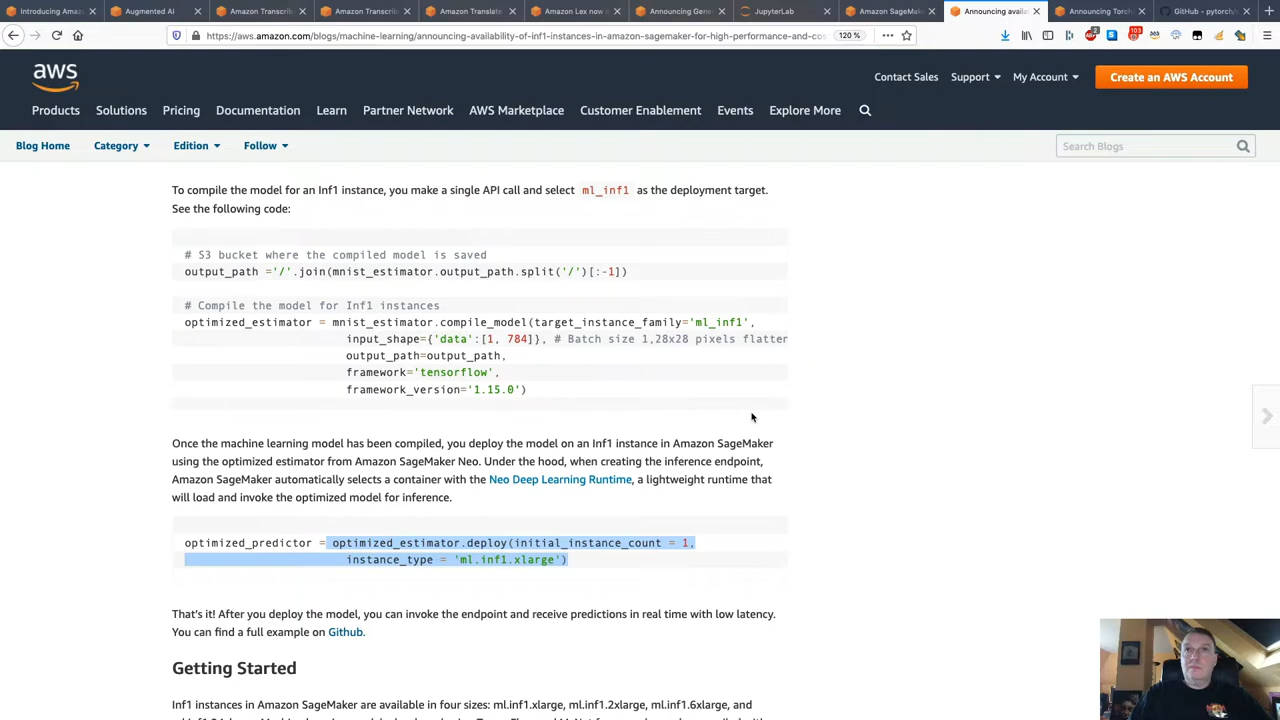 Introducing Amaz
Augmented AI
Amazon Transcrib
Amazon Transcrib
Amazon Translate
Amazon Lex now w
Announcing Gene
JupyterLab
Amazon SageMake
Announcing availa
Announcing Torch
GitHub - pytorch/s
https://aws.amazon.com/blogs/machine-learning/announcing-availability-of-inf1-instances-in-amazon-sagemaker-for-high-performance-and-cos
120 %
2
103
aws
Contact Sales
Support
My Account
Create an AWS Account
Products
Solutions
Pricing
Documentation
Learn
Partner Network
AWS Marketplace
Customer Enablement
Events
Explore More
Blog Home
Category
Edition
Follow
Search Blogs
To compile the model for an Inf1 instance, you make a single API call and select ml_inf1 as the deployment target.
See the following code:
# S3 bucket where the compiled model is saved
output_path ='/'.join(mnist_estimator.output_path.split('/')[:-1])
# Compile the model for Inf1 instances
optimized_estimator = mnist_estimator.compile_model(target_instance_family='ml_inf1',
input_shape={'data':[1, 784]}, # Batch size 1,28x28 pixels flatten
output_path=output_path,
framework='tensorflow',
framework_version='1.15.0')
Once the machine learning model has been compiled, you deploy the model on an Inf1 instance in Amazon SageMaker
using the optimized estimator from Amazon SageMaker Neo. Under the hood, when creating the inference endpoint,
Amazon SageMaker automatically selects a container with the Neo Deep Learning Runtime, a lightweight runtime that
will load and invoke the optimized model for inference.
optimized_predictor = optimized_estimator.deploy(initial_instance_count = 1,
instance_type = 'ml.inf1.xlarge')
That's it! After you deploy the model, you can invoke the endpoint and receive predictions in real time with low latency.
You can find a full example on Github.
Getting Started
Inf1 instances in Amazon SageMaker are available in four sizes: ml.inf1.xlarge, ml.inf1.2xlarge, ml.inf1.6xlarge, and